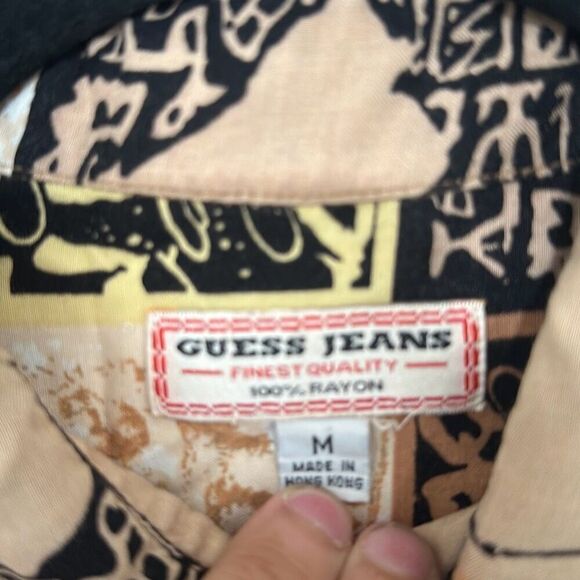 GUESS JEANS
FINEST QUALITY
100% RAYON
M
MADE IN
HONG KONG